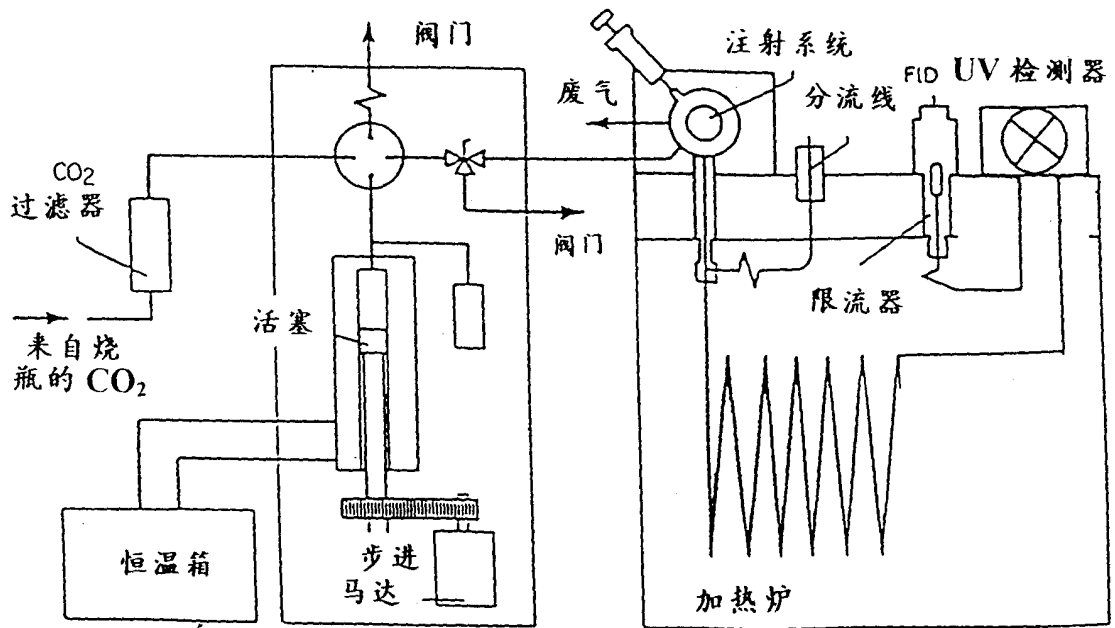 阀门
注射系统
FID UV 检测器
废气
分流线
CO2
过滤器
阀门
限流器
活塞
来自烧
瓶的 CO2
恒温箱
步进
马达
加热炉